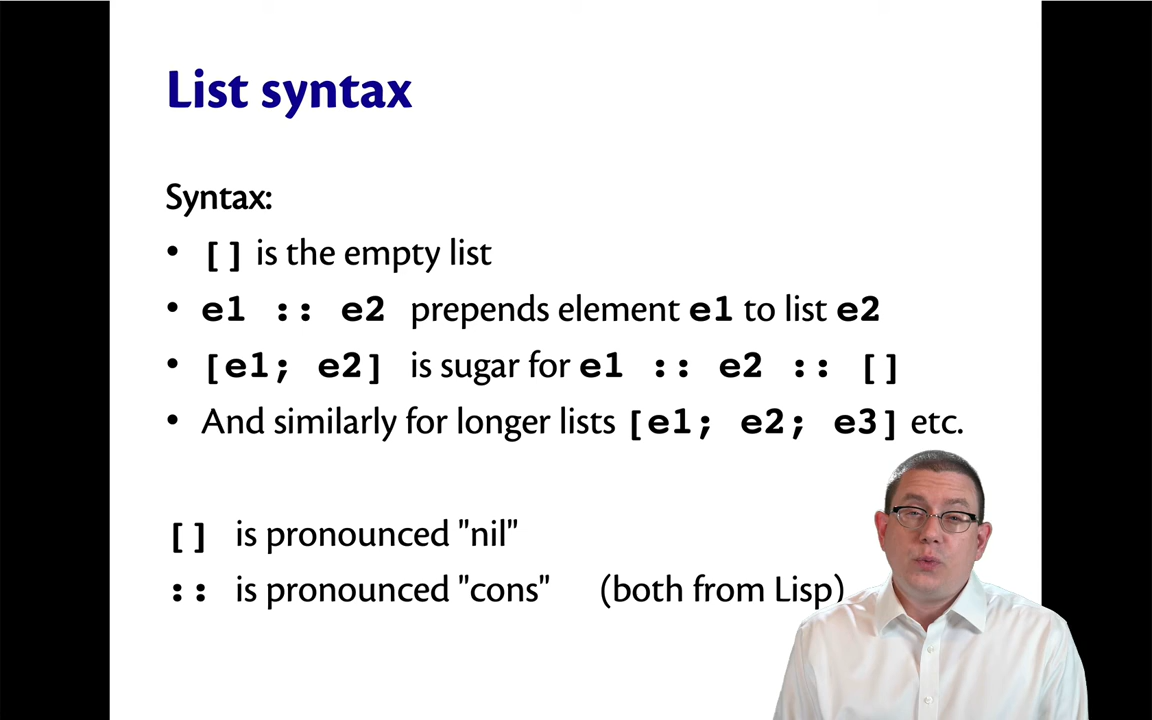 List syntax
Syntax:
• [] is the empty list
• e1 :: e2 prepends element e1 to list e2
• [e1; e2] is sugar for e1 :: e2 :: []
• And similarly for longer lists [e1; e2; e3] etc.
[] is pronounced "nil"
:: is pronounced "cons" (both from Lisp)